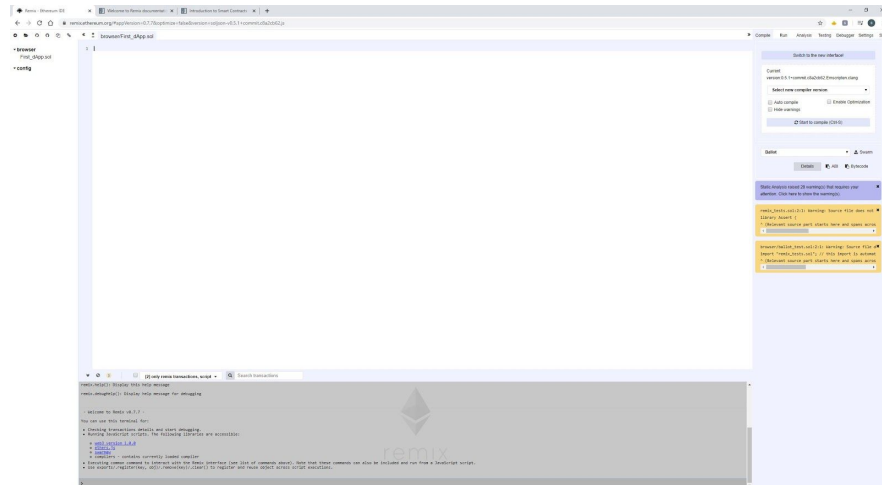 Remix - Ethereum IDE
Welcome to Remix documentation
Introduction to Smart Contracts
remix.ethereum.org/#appVersion=0.7.7&optimize=false&version=soljson-v0.5.1+commit.c8a2cb62.js
browser/First_dApp.sol
Compile Run Analysis Testing Debugger Settings
browser
First_dApp.sol
config
1
Switch to the new interface!
Current
version:0.5.1+commit.c8a2cb62.Emscripten.clang
Select new compiler version
Auto compile
Enable Optimization
Hide warnings
Start to compile (Ctrl-S)
Ballot
Swarm
Details
ABI
Bytecode
Static Analysis raised 28 warning(s) that requires your
attention. Click here to show the warning(s).
remix_tests.sol:2:1: Warning: Source file does not
library Assert {
^ (Relevant source part starts here and spans acros
browser/ballot_test.sol:2:1: Warning: Source file d
import "remix_tests.sol"; // this import is automat
^ (Relevant source part starts here and spans acros
[2] only remix transactions, script
Search transactions
remix.help(): Display this help message
remix.debugHelp(): Display help message for debugging
- Welcome to Remix v0.7.7 -
You can use this terminal for:
Checking transactions details and start debugging.
Running JavaScript scripts. The following libraries are accessible:
web3 version 1.0.0
ethers.js
swarmgw
compilers - contains currently loaded compiler
Executing common command to interact with the Remix interface (see list of commands above). Note that these commands can also be included and run from a JavaScript script.
Use exports/.register(key, obj)/.remove(key)/.clear() to register and reuse object across script executions.
remix
>